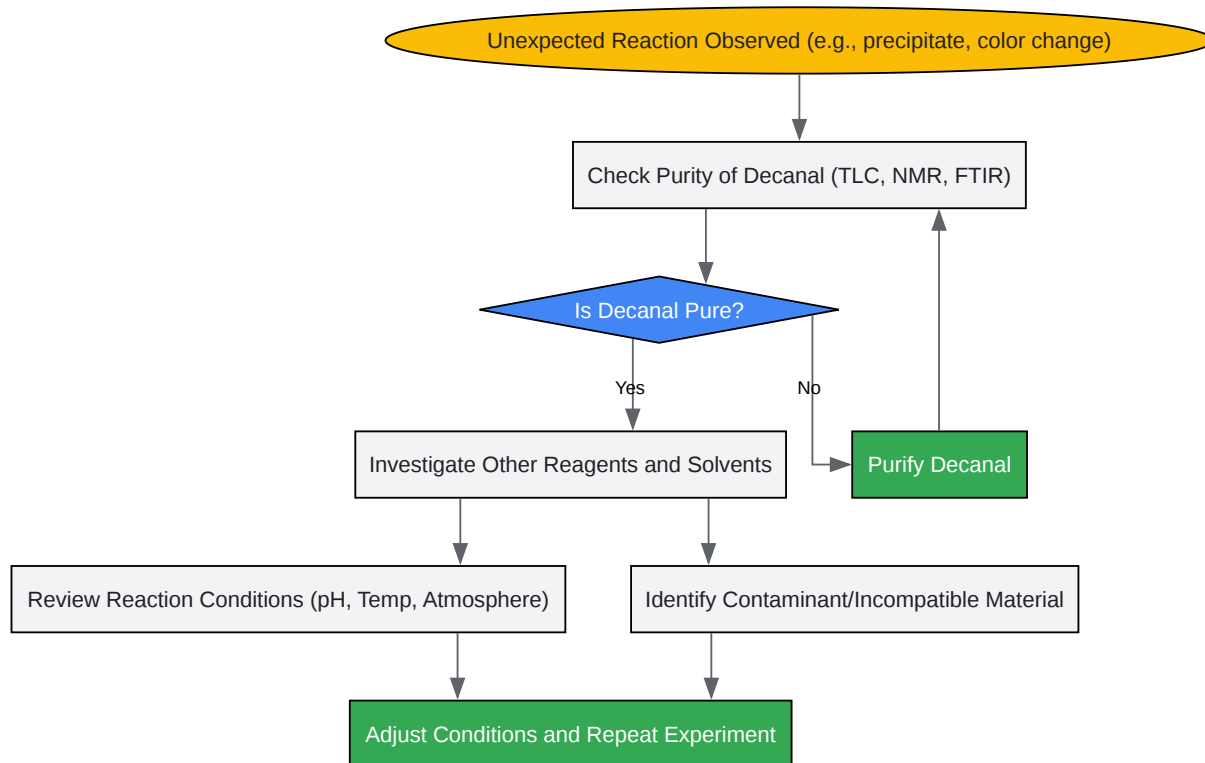 Unexpected Reaction Observed (e.g., precipitate, color change)
Check Purity of Decanal (TLC, NMR, FTIR)
Is Decanal Pure?
Yes
No
Investigate Other Reagents and Solvents
Purify Decanal
Review Reaction Conditions (pH, Temp, Atmosphere)
Identify Contaminant/Incompatible Material
Adjust Conditions and Repeat Experiment